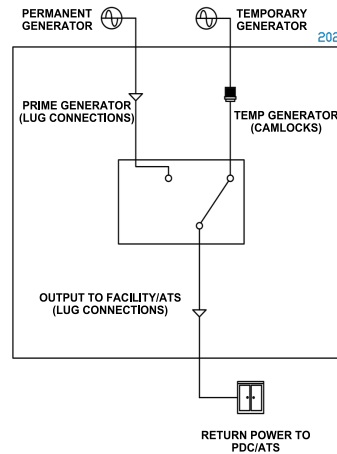 PERMANENT
GENERATOR
TEMPORARY
GENERATOR
202
PRIME GENERATOR
(LUG CONNECTIONS)
TEMP GENERATOR
(CAMLOCKS)
OUTPUT TO FACILITY/ATS
(LUG CONNECTIONS)
RETURN POWER TO
PDC/ATS